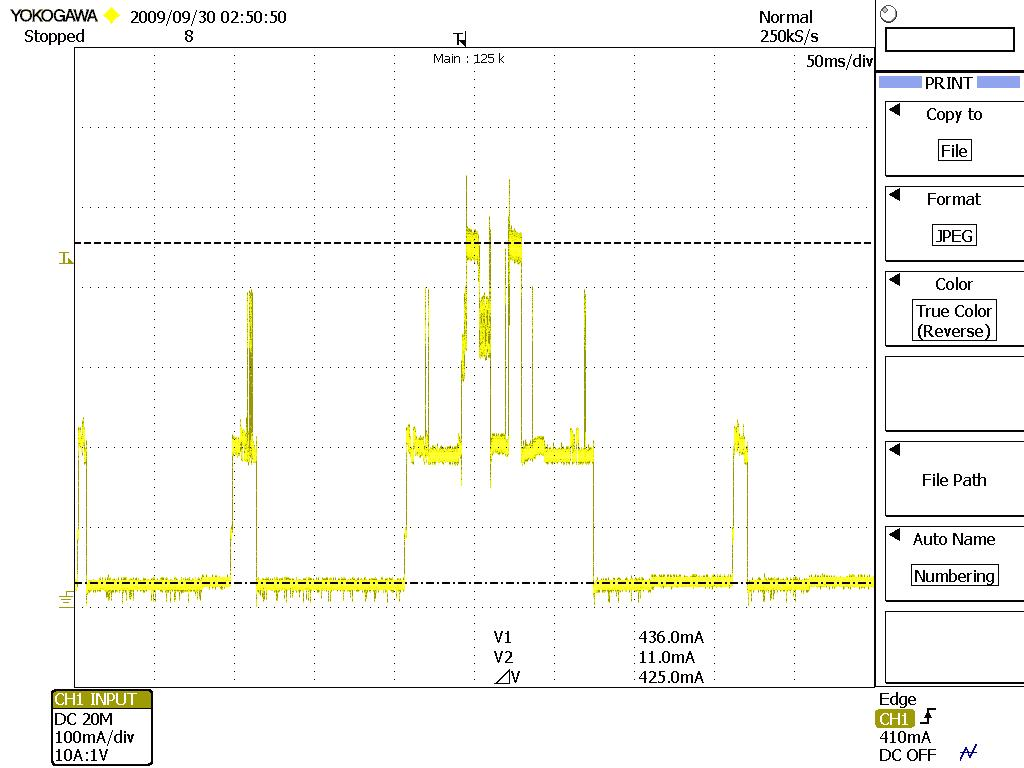 YOKOGAWA 2009/09/30 02:50:50 Normal
Stopped 8 T 250kS/s
Main : 125 k
50ms/div
PRINT
Copy to
File
Format
JPEG
Color
True Color
(Reverse)
File Path
Auto Name
Numbering
T
V1 436.0mA
V2 11.0mA
⊿V 425.0mA
CH1 INPUT
DC 20M
100mA/div
10A:1V
Edge
CH1
410mA
DC OFF